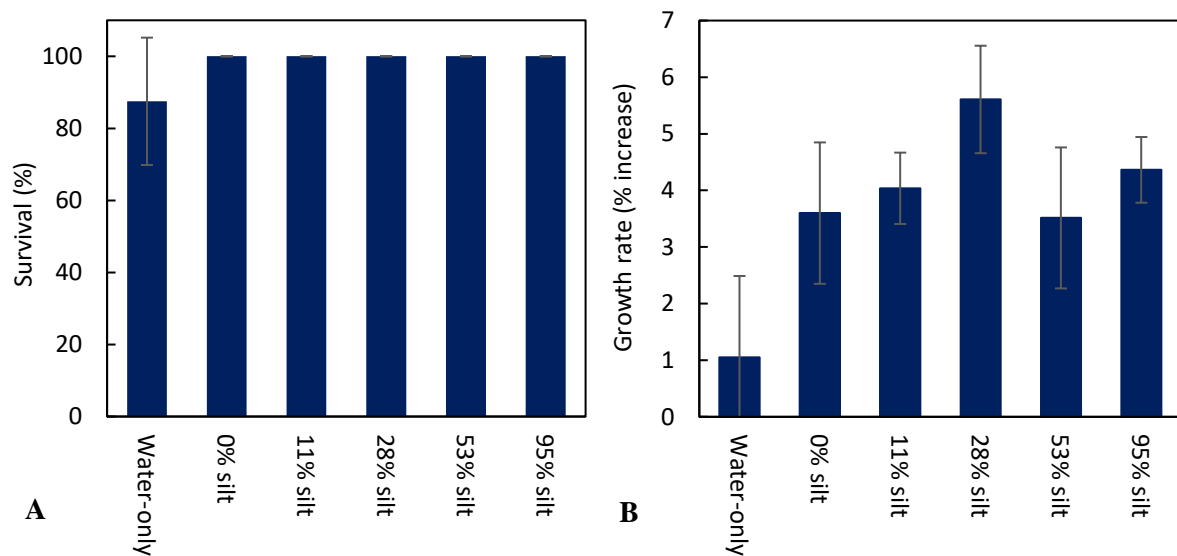 Survival (%)
100
80
60
40
20
0
Water-only
0% silt
11% silt
28% silt
53% silt
95% silt
A
Growth rate (% increase)
7
6
5
4
3
2
1
0
Water-only
0% silt
11% silt
28% silt
53% silt
95% silt
B